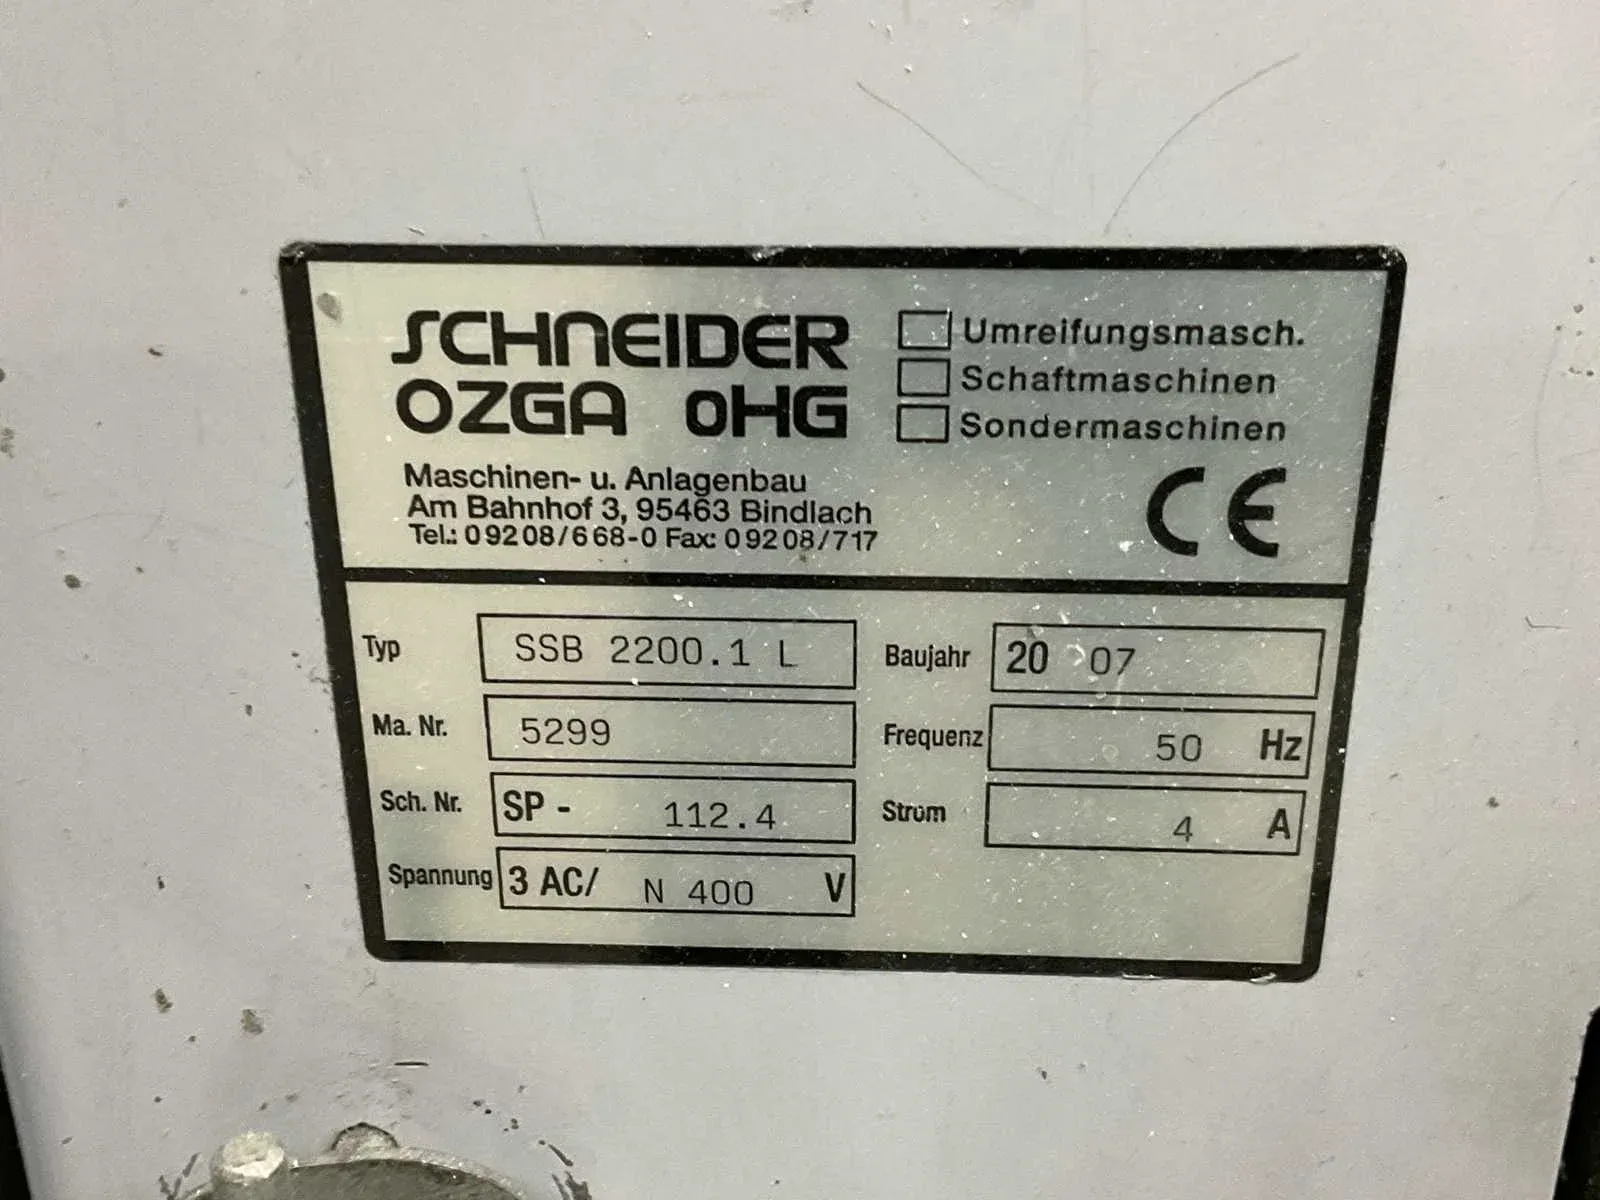 SCHNEIDER
OZGA OHG
Maschinen- u. Anlagenbau
Am Bahnhof 3, 95463 Bindlach
Tel.: 09208/668-0 Fax: 09208/717
Umreifungsmasch.
Schaftmaschinen
Sondermaschinen
CE
Typ SSB 2200.1 L
Baujahr 20 07
Ma. Nr. 5299
Frequenz 50 Hz
Sch. Nr. SP - 112.4
Strom 4 A
Spannung 3 AC/ N 400 V